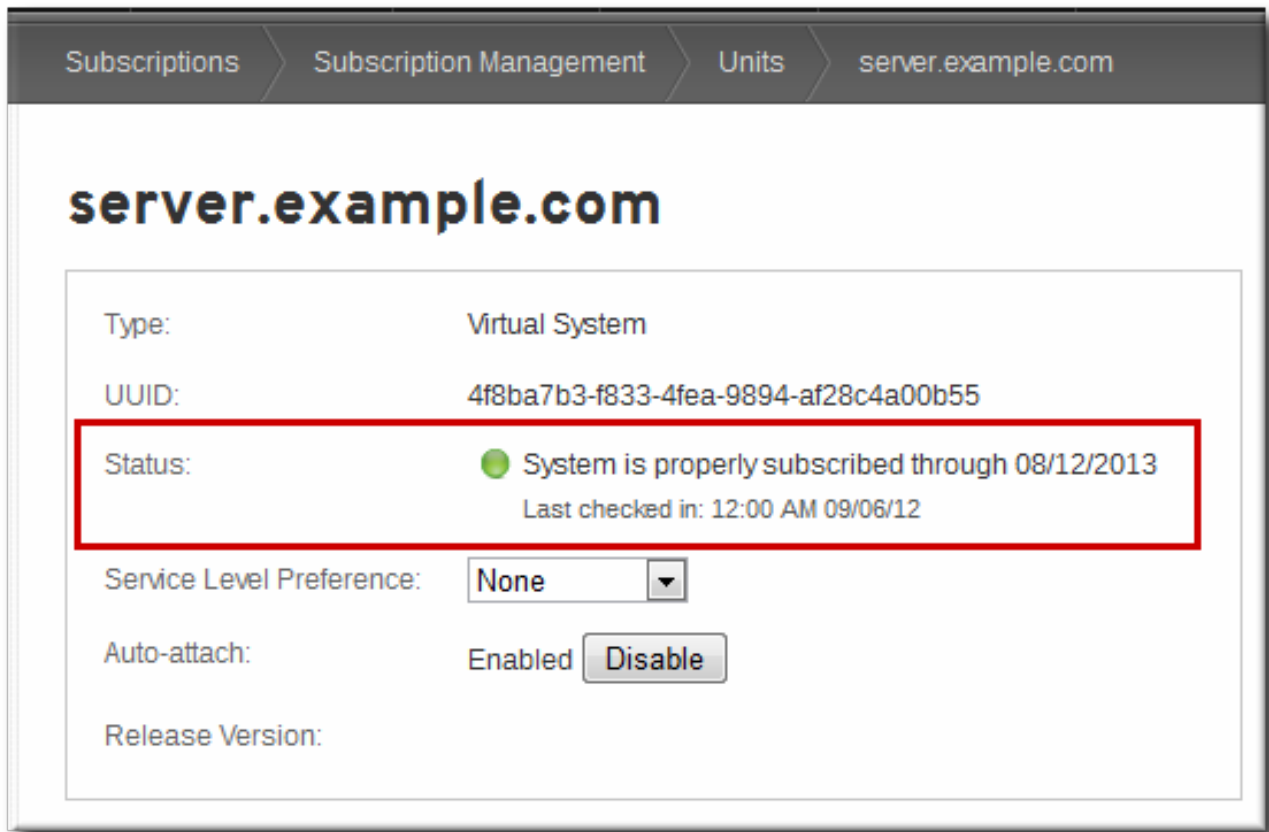 Subscriptions Subscription Management Units server.example.com
server.example.com
Type: Virtual System
UUID: 4f8ba7b3-f833-4fea-9894-af28c4a00b55
Status: System is properly subscribed through 08/12/2013
Last checked in: 12:00 AM 09/06/12
Service Level Preference: None
Auto-attach: Enabled Disable
Release Version: